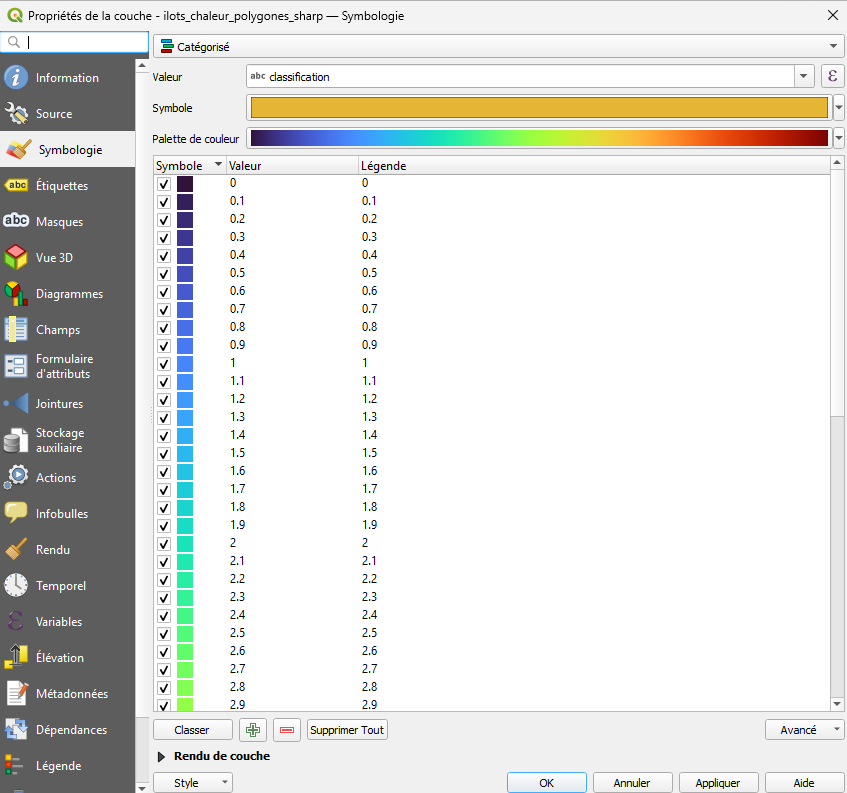 Propriétés de la couche - ilots_chaleur_polygones_sharp — Symbologie
Information
Source
Symbologie
abc Étiquettes
abc Masques
Vue 3D
Diagrammes
Champs
Formulaire
d'attributs
Jointures
Stockage
auxiliaire
Actions
Infobulles
Rendu
Temporel
Variables
Élévation
Métadonnées
Dépendances
Légende
Catégorisé
Valeur abc classification ε
Symbole
Palette de couleur
Symbole Valeur Légende
0 0
0.1 0.1
0.2 0.2
0.3 0.3
0.4 0.4
0.5 0.5
0.6 0.6
0.7 0.7
0.8 0.8
0.9 0.9
1 1
1.1 1.1
1.2 1.2
1.3 1.3
1.4 1.4
1.5 1.5
1.6 1.6
1.7 1.7
1.8 1.8
1.9 1.9
2 2
2.1 2.1
2.2 2.2
2.3 2.3
2.4 2.4
2.5 2.5
2.6 2.6
2.7 2.7
2.8 2.8
2.9 2.9
Classer Supprimer Tout Avancé
Rendu de couche
Style OK Annuler Appliquer Aide